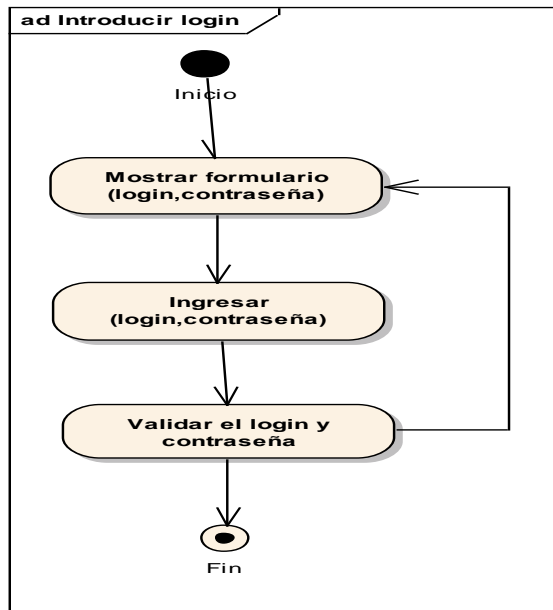 ad Introducir login
Inicio
Mostrar formulario
(login,contraseña)
Ingresar
(login,contraseña)
Validar el login y
contraseña
Fin